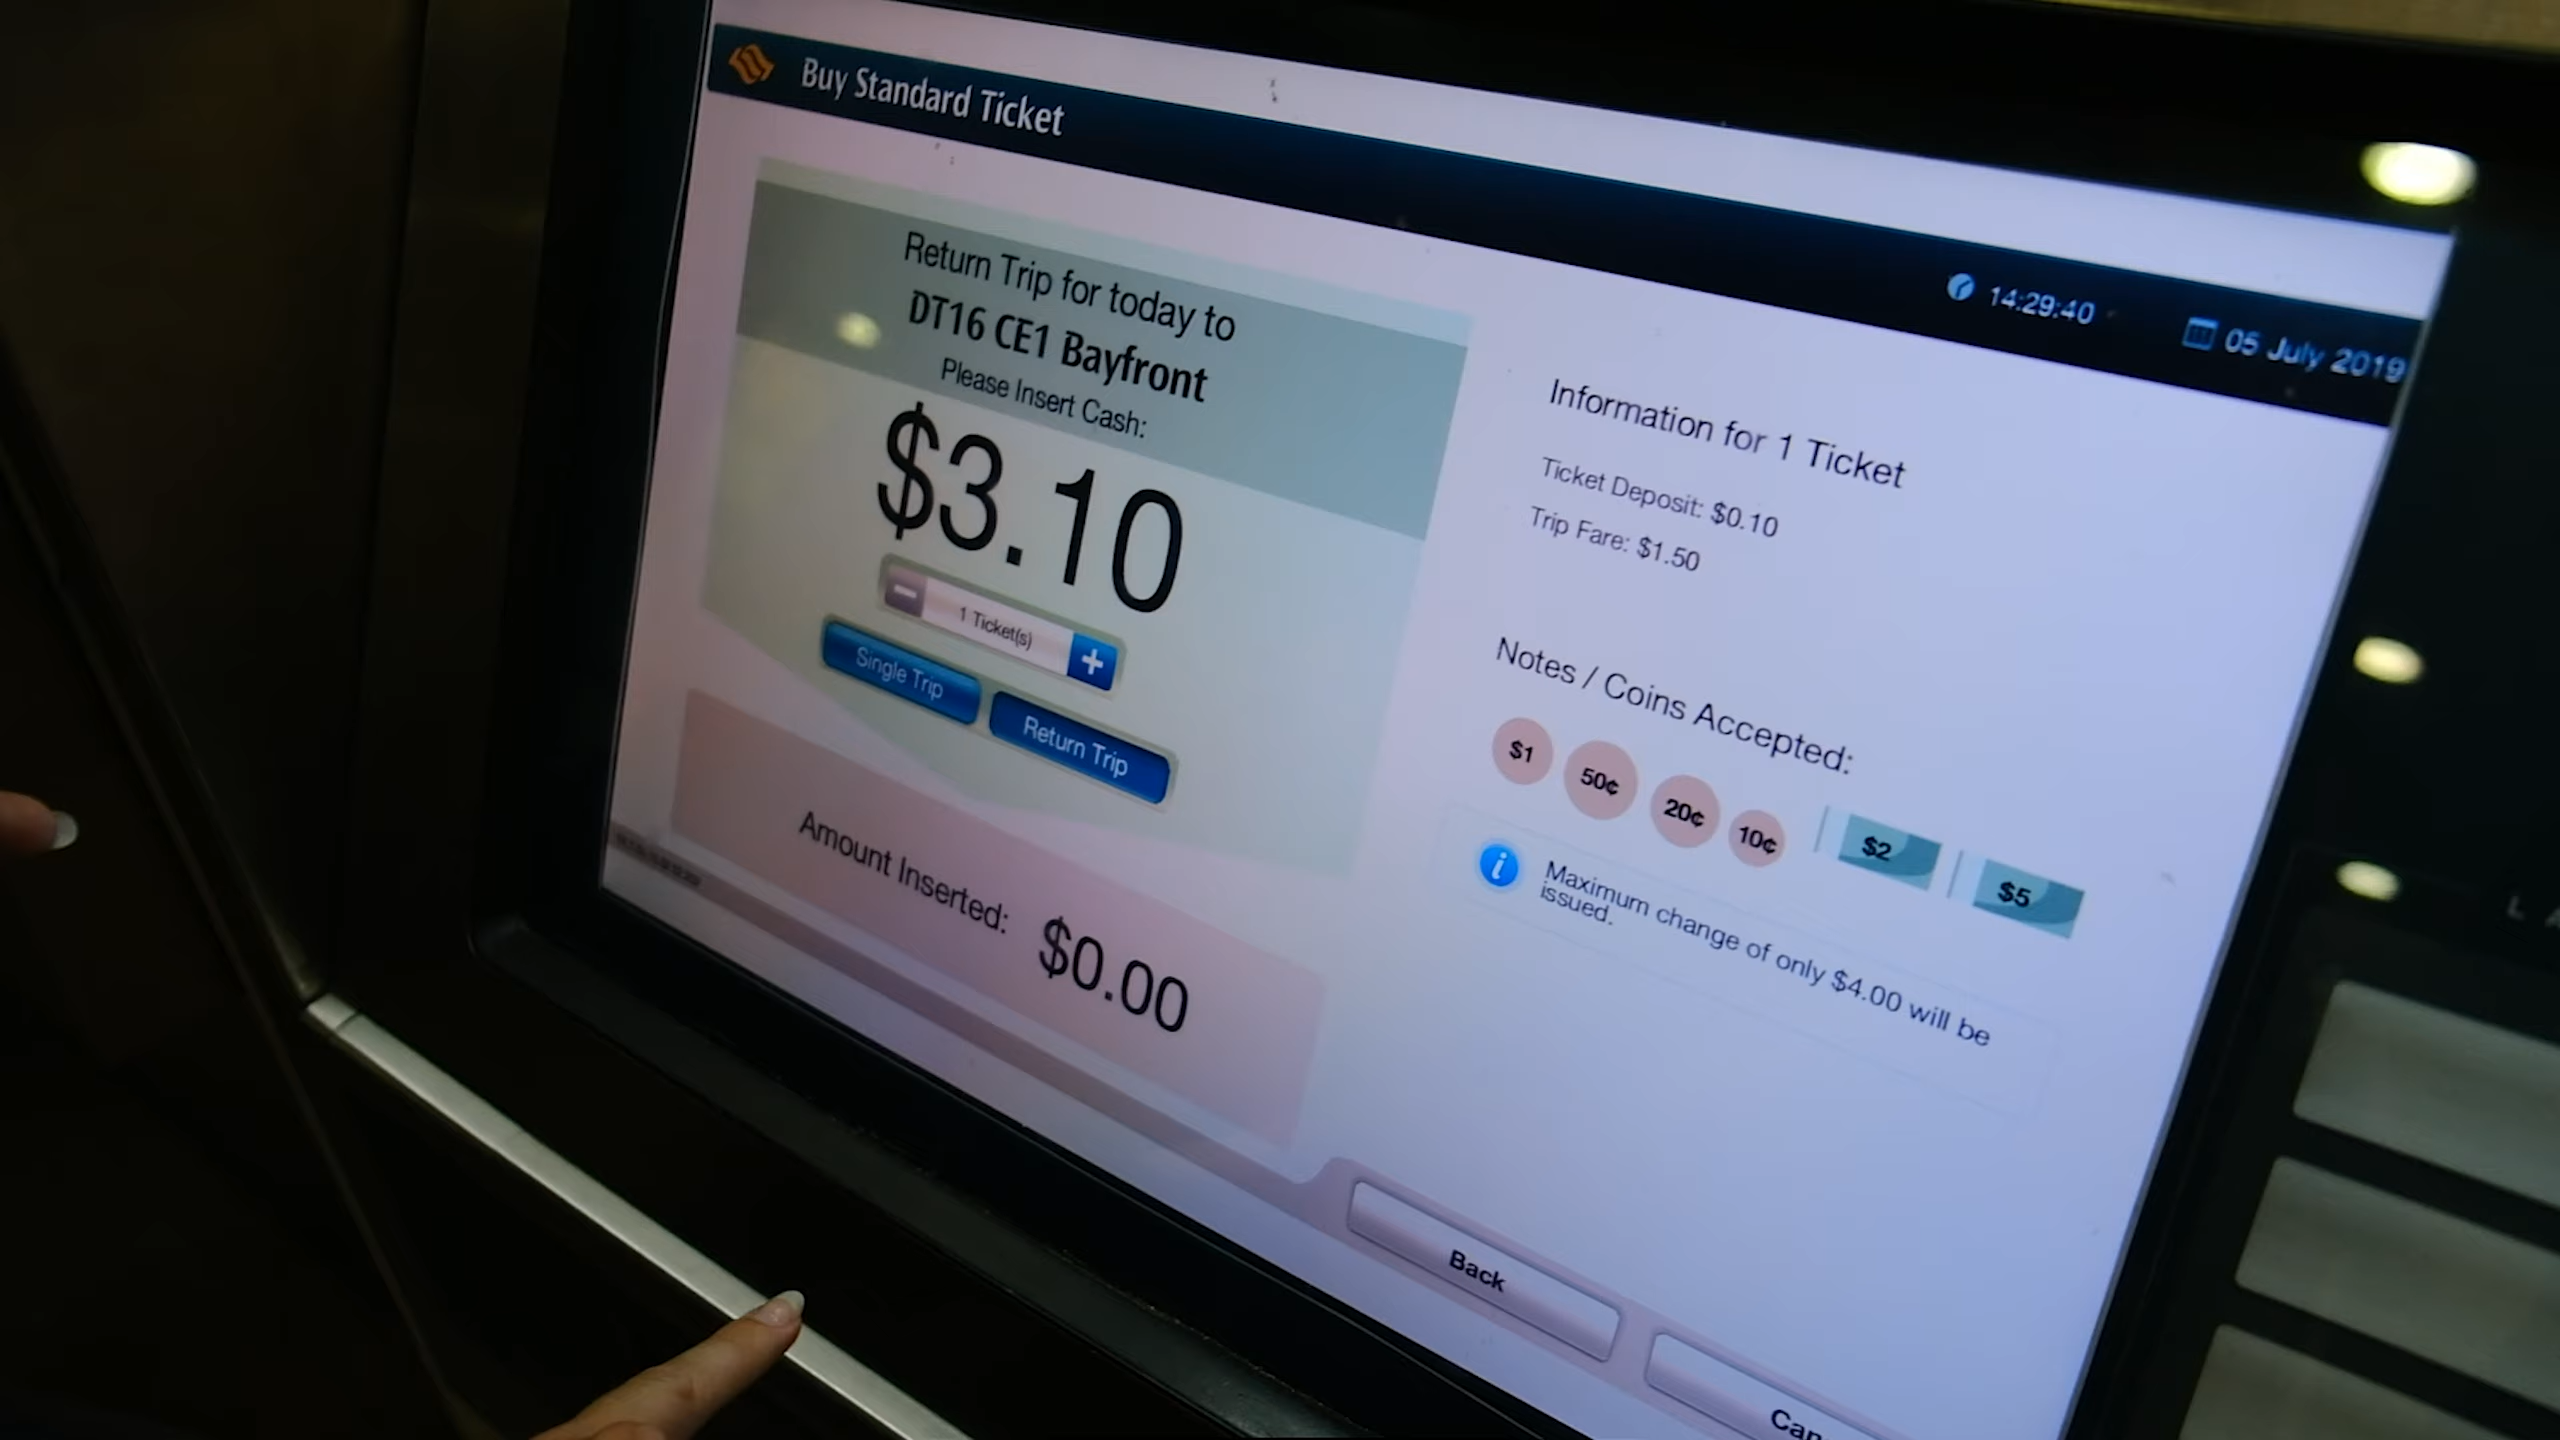 Buy Standard Ticket
14:29:40
05 July 2019
Return Trip for today to
DT16 CE1 Bayfront
Please Insert Cash:
$3.10
1 Ticket(s)
Single Trip
Return Trip
Amount Inserted: $0.00
Information for 1 Ticket
Ticket Deposit: $0.10
Trip Fare: $1.50
Notes / Coins Accepted:
$1 50¢ 20¢ 10¢ $2 $5
Maximum change of only $4.00 will be
issued.
Back
Can
LA